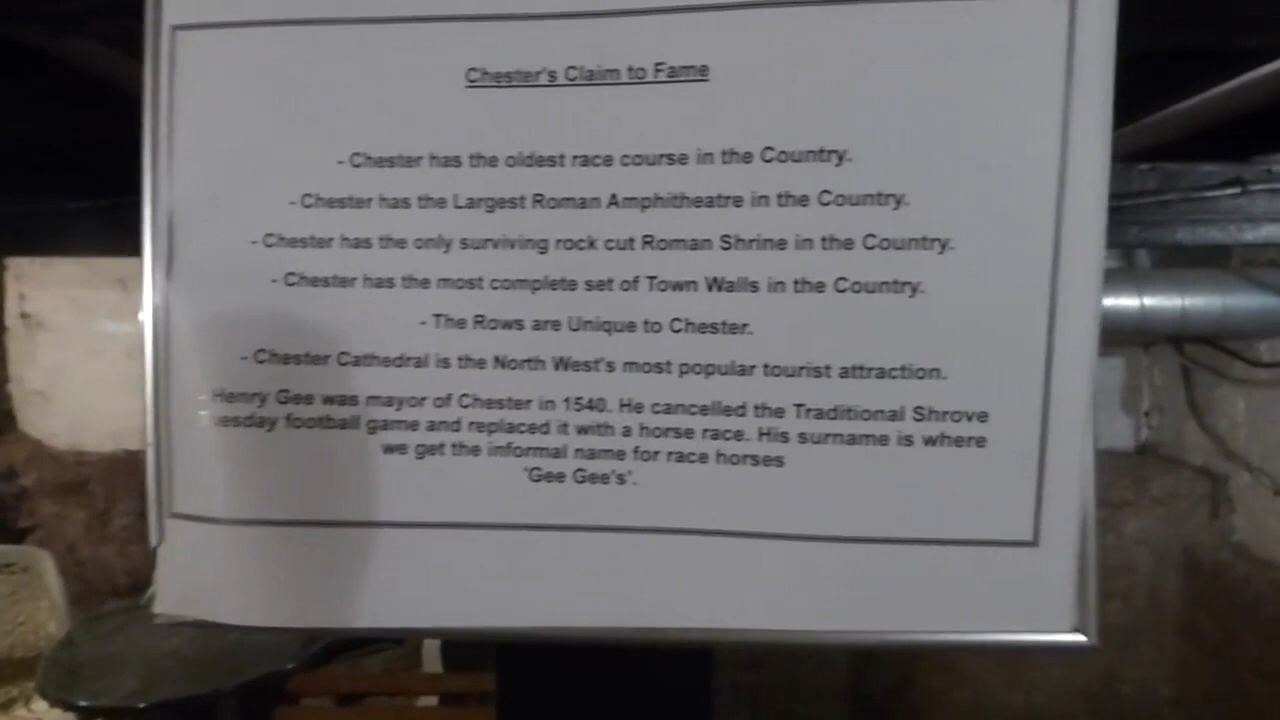 Chester's Claim to Fame
- Chester has the oldest race course in the Country.
- Chester has the Largest Roman Amphitheatre in the Country.
- Chester has the only surviving rock cut Roman Shrine in the Country.
- Chester has the most complete set of Town Walls in the Country.
- The Rows are Unique to Chester.
- Chester Cathedral is the North West's most popular tourist attraction.
- Henry Gee was mayor of Chester in 1540. He cancelled the Traditional Shrove
Tuesday football game and replaced it with a horse race. His surname is where
we get the informal name for race horses
'Gee Gee's'.